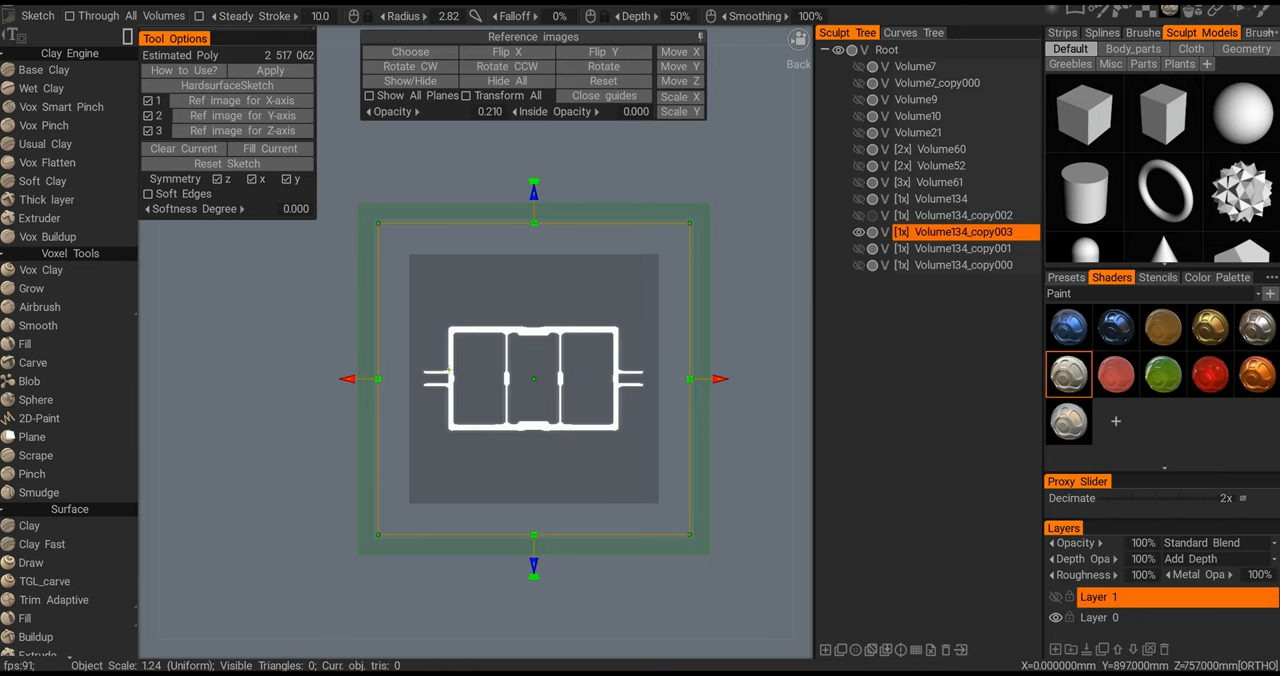 Sketch Through All Volumes Steady Stroke 10.0 Radius 2.82 Falloff 0% Depth 50% Smoothing 100%
Clay Engine
Base Clay
Wet Clay
Vox Smart Pinch
Vox Pinch
Usual Clay
Vox Flatten
Soft Clay
Thick layer
Extruder
Vox Buildup
Voxel Tools
Vox Clay
Grow
Airbrush
Smooth
Fill
Carve
Blob
Sphere
2D-Paint
Plane
Scrape
Pinch
Smudge
Surface
Clay
Clay Fast
Draw
TGL_carve
Trim Adaptive
Fill
Buildup
Extrude
Tool Options
Estimated Poly 2 517 062
How to Use? Apply
HardsurfaceSketch
1 Ref image for X-axis
2 Ref image for Y-axis
3 Ref image for Z-axis
Clear Current Fill Current
Reset Sketch
Symmetry z x y
Soft Edges
Softness Degree 0.000
Reference images
Choose Flip X Flip Y Move X
Rotate CW Rotate CCW Rotate Move Y
Show/Hide Hide All Reset Move Z
Show All Planes Transform All Close guides Scale X
Opacity 0.210 Inside Opacity 0.000 Scale Y
Back
Sculpt Tree Curves Tree
Root
V Volume7
V Volume7_copy000
V Volume9
V Volume10
V Volume21
V [2x] Volume60
V [2x] Volume52
V [3x] Volume61
V [1x] Volume134
V [1x] Volume134_copy002
V [1x] Volume134_copy003
V [1x] Volume134_copy001
V [1x] Volume134_copy000
Strips Splines Brushe Sculpt Models Brush
Default Body_parts Cloth Geometry
Greebles Misc Parts Plants +
Presets Shaders Stencils Color Palette
Paint
Proxy Slider
Decimate 2x
Layers
Opacity 100% Standard Blend
Depth Opa 100% Add Depth
Roughness 100% Metal Opa 100%
Layer 1
Layer 0
fps:91; Object Scale: 1.24 (Uniform); Visible Triangles: 0; Curr. obj. tris: 0 X=0.000000mm Y=897.000mm Z=757.000mm[ORTHO]